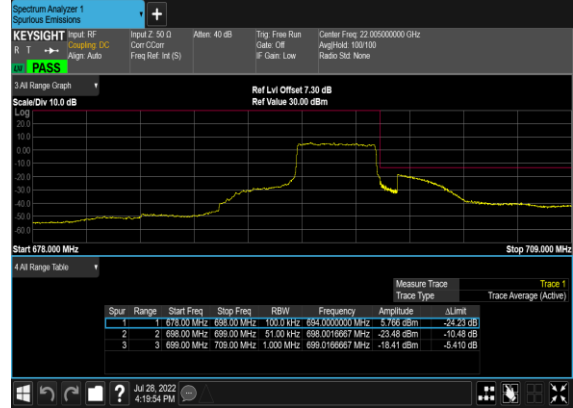 Spectrum Analyzer 1
Spurious Emissions
+
KEYSIGHT Input: RF Input Z: 50 Ω Atten: 40 dB Trig: Free Run Center Freq: 22.005000000 GHz
R T Coupling: DC Corr CCorr Gate: Off Avg|Hold: 100/100
Align: Auto Freq Ref: Int (S) IF Gain: Low Radio Std: None
PASS
3 All Range Graph Ref Lvl Offset 7.30 dB
Scale/Div 10.0 dB Ref Value 30.00 dBm
Log
20.0
10.0
0.00
-10.0
-20.0
-30.0
-40.0
-50.0
-60.0
Start 678.000 MHz Stop 709.000 MHz
4 All Range Table
Measure Trace Trace 1
Trace Type Trace Average (Active)
Spur Range Start Freq Stop Freq RBW Frequency Amplitude ΔLimit
1 1 678.00 MHz 698.00 MHz 100.0 kHz 694.0000000 MHz 5.766 dBm -24.23 dB
2 2 698.00 MHz 699.00 MHz 51.00 kHz 698.0016667 MHz -23.48 dBm -10.48 dB
3 3 699.00 MHz 709.00 MHz 1.000 MHz 699.0166667 MHz -18.41 dBm -5.410 dB
? Jul 28, 2022
4:19:54 PM